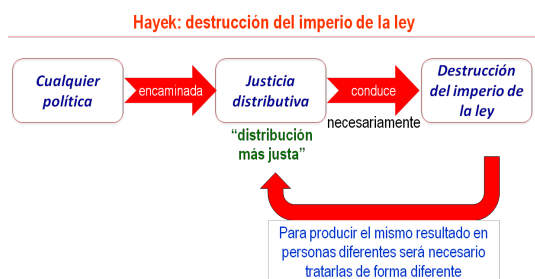 Hayek: destrucción del imperio de la ley
Cualquier
política
encaminada
Justicia
distributiva
conduce
necesariamente
Destrucción
del imperio de
la ley
“distribución
más justa”
Para producir el mismo resultado en
personas diferentes será necesario
tratarlas de forma diferente